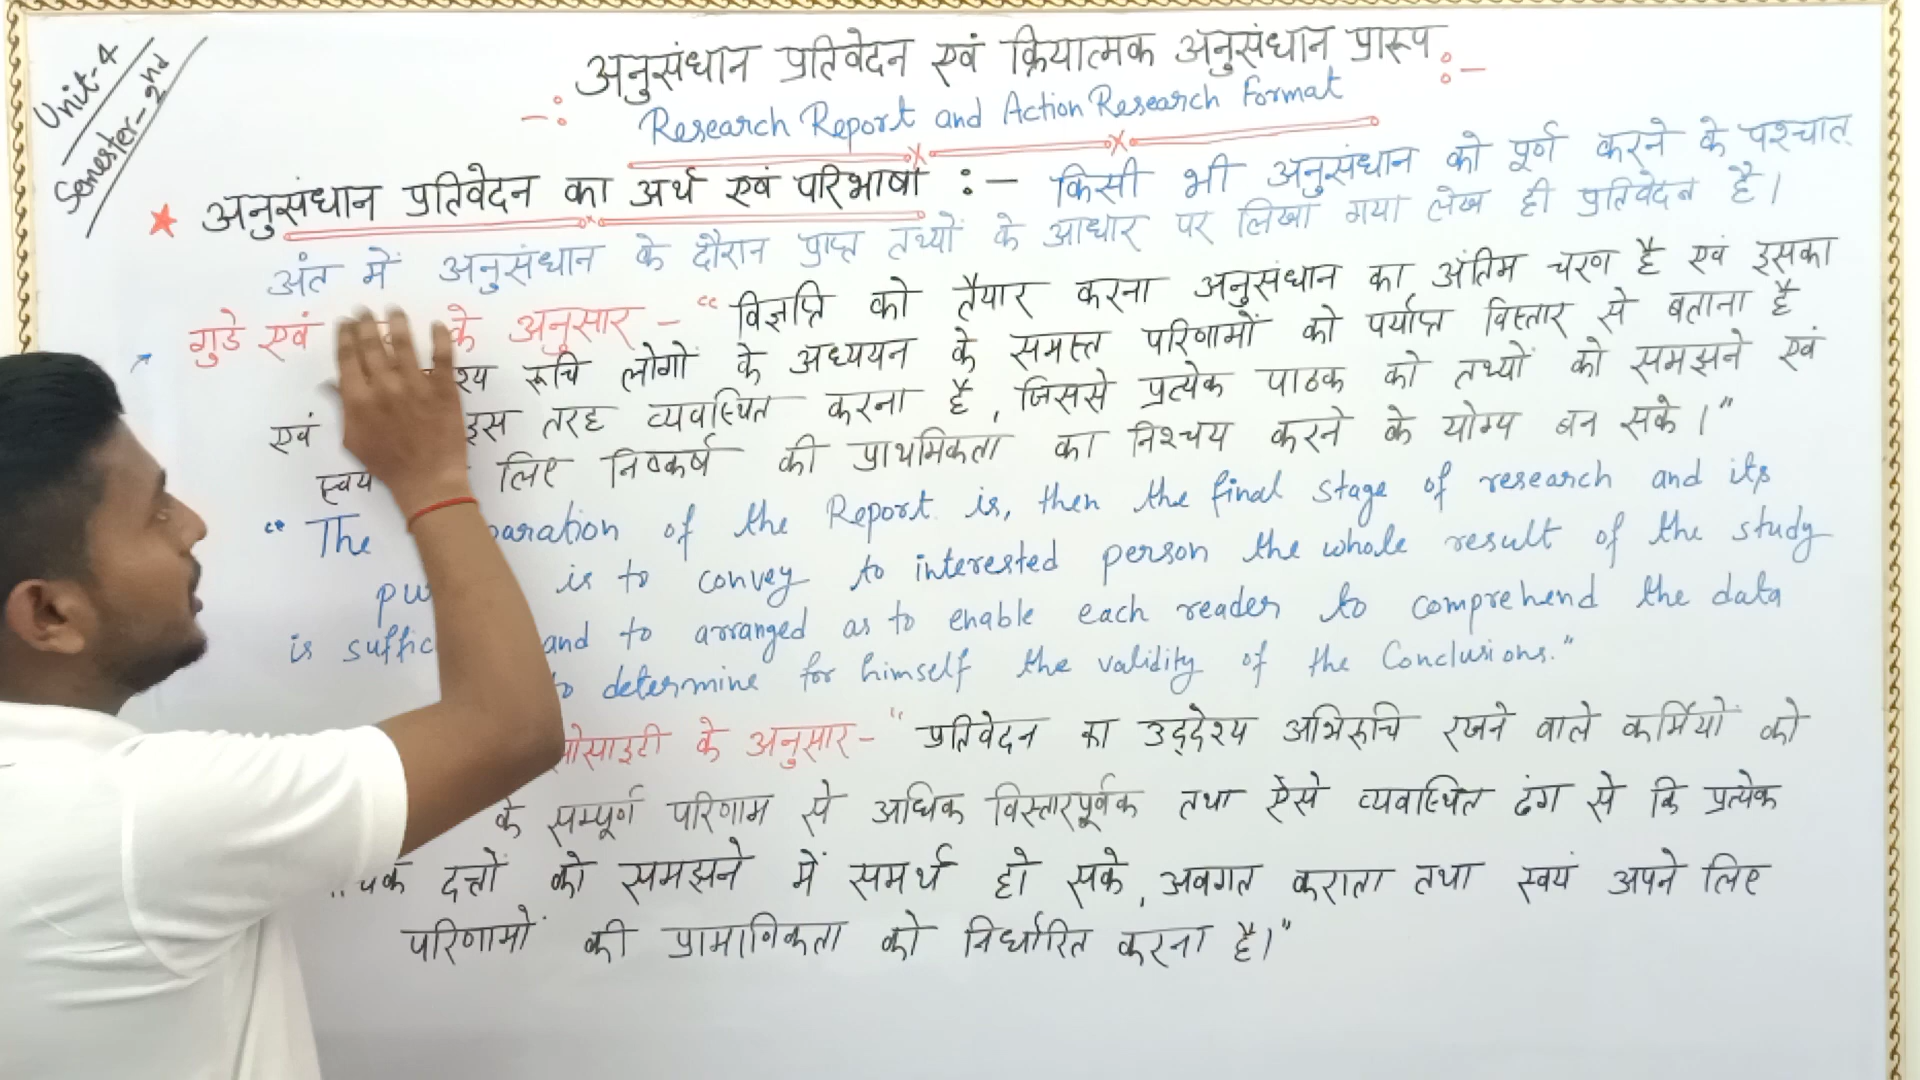 Unit-4
Semester-2nd
-: अनुसंधान प्रतिवेदन एवं क्रियात्मक अनुसंधान प्रारूप :-
Research Report and Action Research Format
अनुसंधान प्रतिवेदन का अर्थ एवं परिभाषा :- किसी भी अनुसंधान को पूर्ण करने के पश्चात्
अंत में अनुसंधान के दौरान प्राप्त तथ्यों के आधार पर लिखा गया लेख ही प्रतिवेदन है।
गुडे एवं के अनुसार - “विज्ञप्ति को तैयार करना अनुसंधान का अंतिम चरण है एवं इसका
रूचि लोगों के अध्ययन के समस्त परिणामों को पर्याप्त विस्तार से बताना है
एवं इस तरह व्यवस्थित करना है, जिससे प्रत्येक पाठक को तथ्यों को समझने एवं
लिए निष्कर्ष की प्राथमिकता का निश्चय करने के योग्य बन सके।”
“The of the Report is, then the final stage of research and its
is to convey to interested person the whole result of the study
is and to arranged as to enable each reader to comprehend the data
to determine for himself the validity of the Conclusions.”
के अनुसार- “प्रतिवेदन का उद्देश्य अभिरुचि रखने वाले कर्मियों को
के सम्पूर्ण परिणाम से अधिक विस्तारपूर्वक तथा ऐसे व्यवस्थित ढंग से कि प्रत्येक
दत्तों को समझने में समर्थ हो सके, अवगत कराता तथा स्वयं अपने लिए
परिणामों की प्रामाणिकता को निर्धारित करना है।”